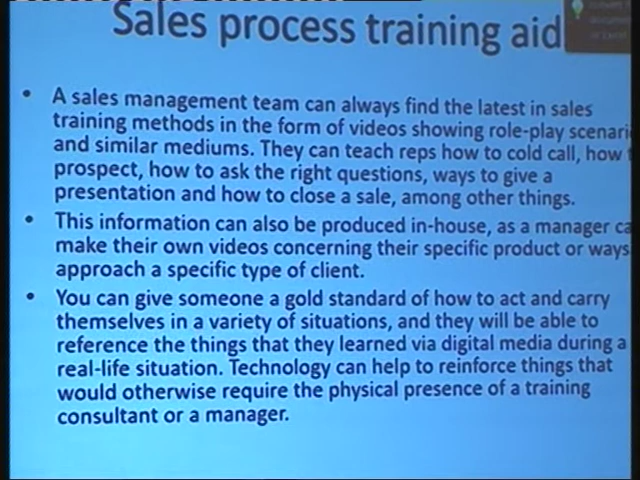 Sales process training aid
• A sales management team can always find the latest in sales
training methods in the form of videos showing role-play scenari
and similar mediums. They can teach reps how to cold call, how
prospect, how to ask the right questions, ways to give a
presentation and how to close a sale, among other things.
• This information can also be produced in-house, as a manager ca
make their own videos concerning their specific product or ways
approach a specific type of client.
• You can give someone a gold standard of how to act and carry
themselves in a variety of situations, and they will be able to
reference the things that they learned via digital media during a
real-life situation. Technology can help to reinforce things that
would otherwise require the physical presence of a training
consultant or a manager.